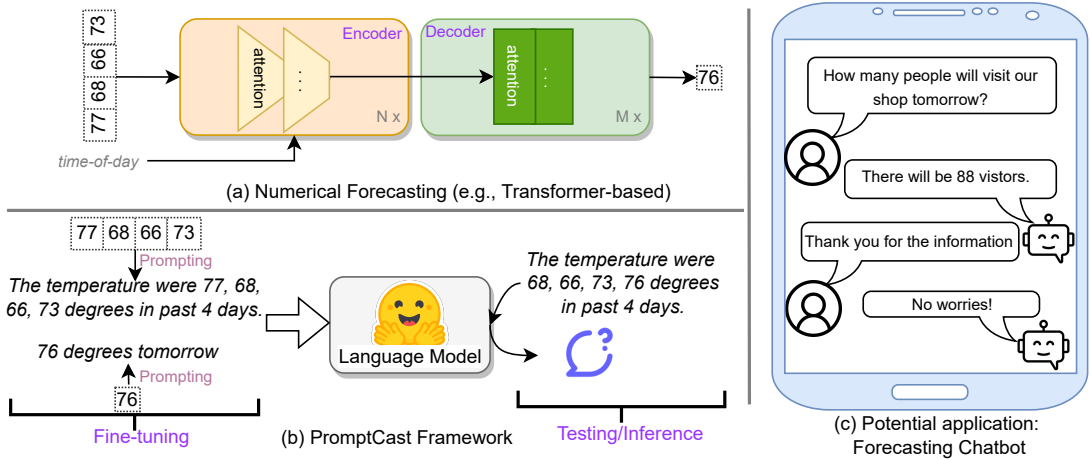 73
66
68
77
time-of-day
Encoder
attention
. . .
N x
Decoder
attention
. . .
M x
76
(a) Numerical Forecasting (e.g., Transformer-based)
77 68 66 73
Prompting
The temperature were 77, 68,
66, 73 degrees in past 4 days.
76 degrees tomorrow
Prompting
76
Fine-tuning
Language Model
The temperature were
68, 66, 73, 76 degrees
in past 4 days.
?
Testing/Inference
(b) PromptCast Framework
How many people will visit our
shop tomorrow?
There will be 88 vistors.
Thank you for the information
No worries!
(c) Potential application:
Forecasting Chatbot